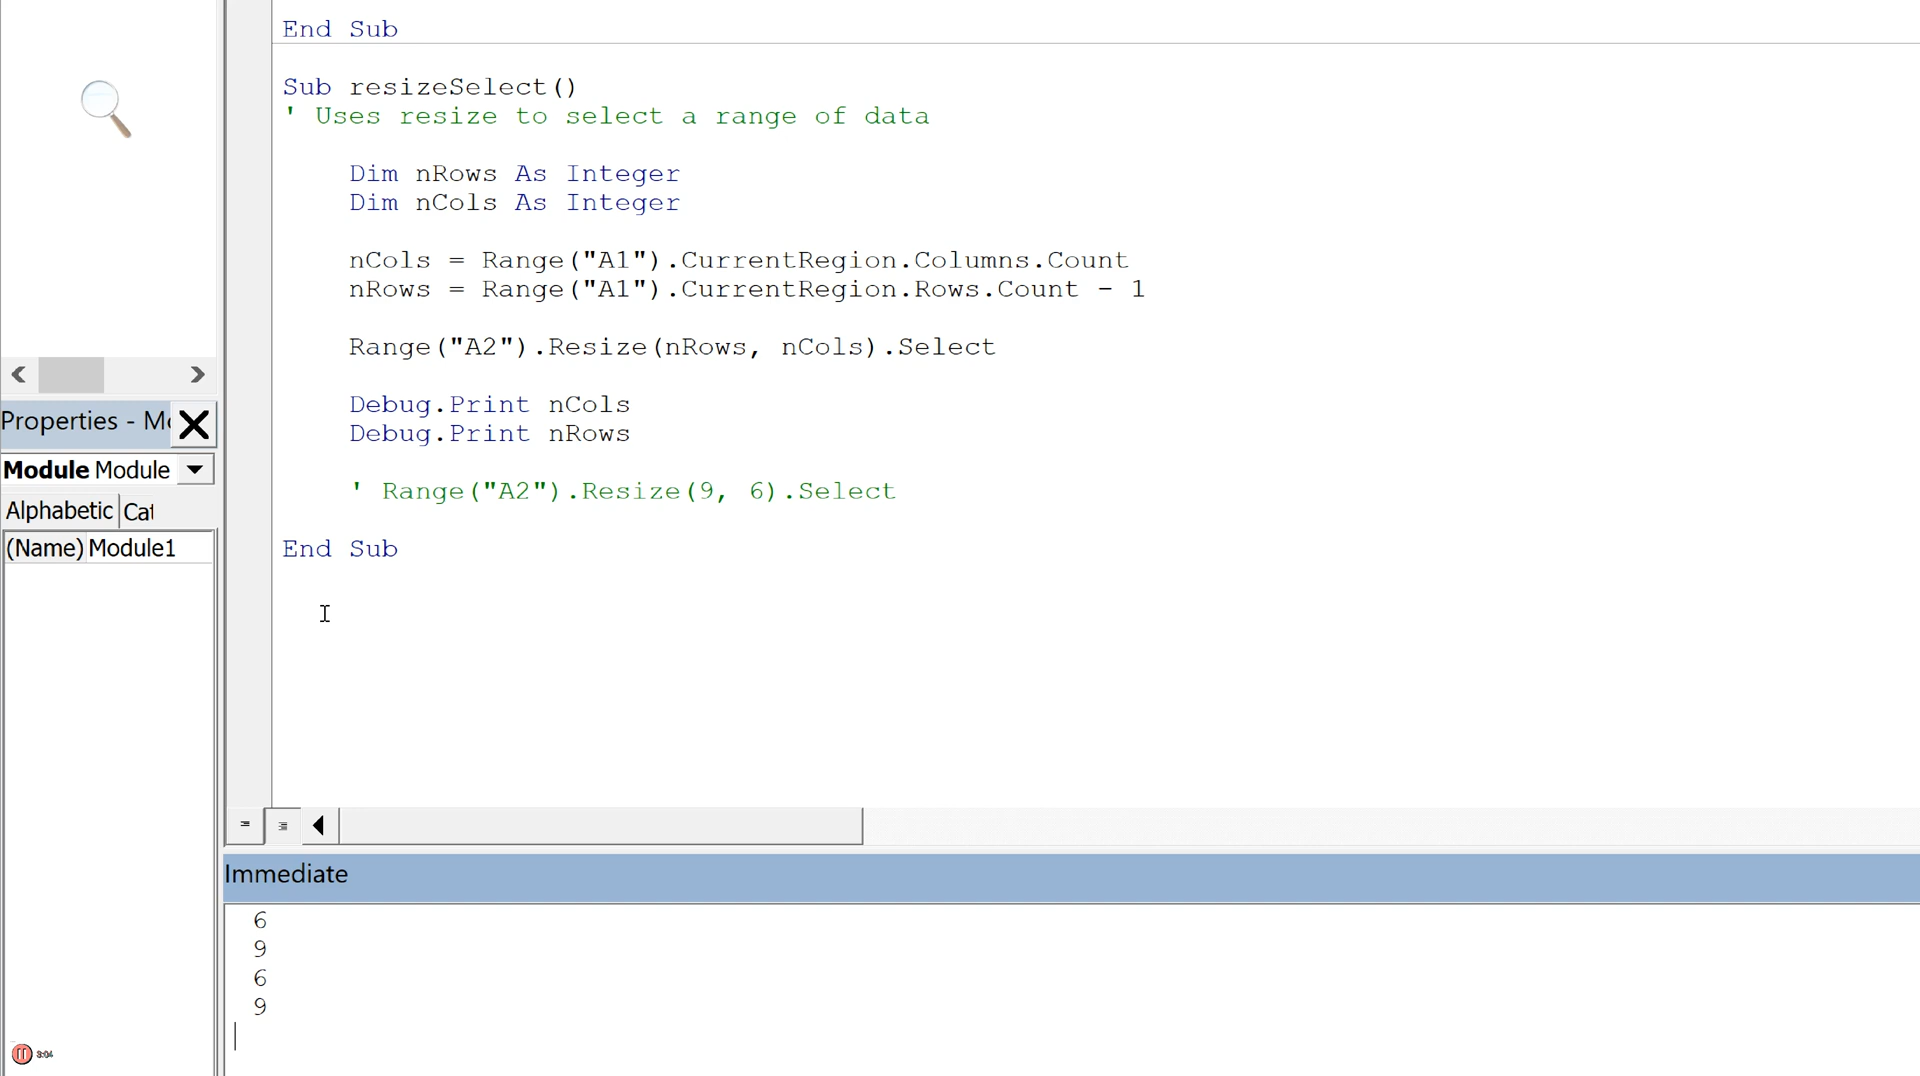 End Sub
Sub resizeSelect()
' Uses resize to select a range of data
Dim nRows As Integer
Dim nCols As Integer
nCols = Range("A1").CurrentRegion.Columns.Count
nRows = Range("A1").CurrentRegion.Rows.Count - 1
Range("A2").Resize(nRows, nCols).Select
Debug.Print nCols
Debug.Print nRows
' Range("A2").Resize(9, 6).Select
End Sub
Properties - Mo
Module Module
Alphabetic Cat
(Name) Module1
Immediate
6
9
6
9
3:04